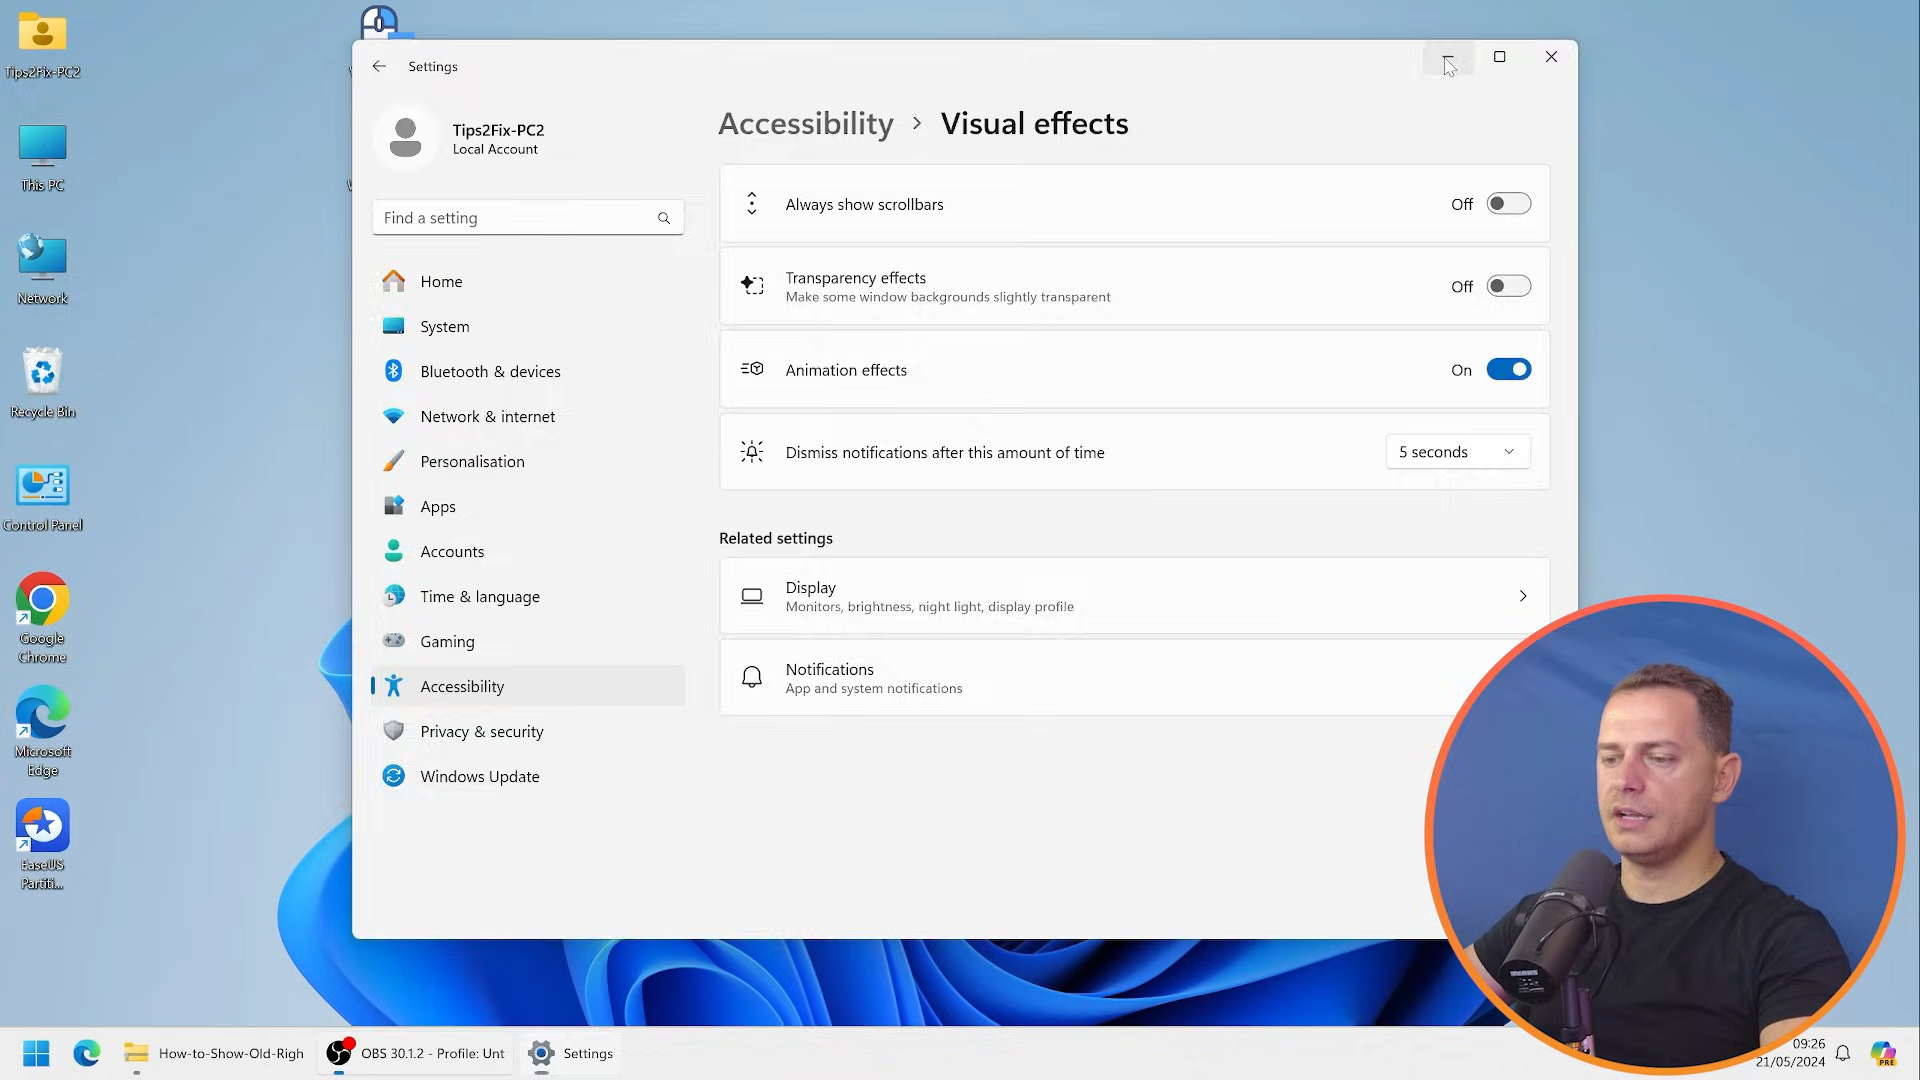 Tips2Fix-PC2
This PC
Network
Recycle Bin
Control Panel
Google
Chrome
Microsoft
Edge
EaseUS
Partiti...
Settings
Tips2Fix-PC2
Local Account
Find a setting
Home
System
Bluetooth & devices
Network & internet
Personalisation
Apps
Accounts
Time & language
Gaming
Accessibility
Privacy & security
Windows Update
Accessibility > Visual effects
Always show scrollbars
Off
Transparency effects
Make some window backgrounds slightly transparent
Off
Animation effects
On
Dismiss notifications after this amount of time
5 seconds
Related settings
Display
Monitors, brightness, night light, display profile
Notifications
App and system notifications
SHURE
How-to-Show-Old-Righ
OBS 30.1.2 - Profile: Unt
Settings
09:26
21/05/2024
PRE